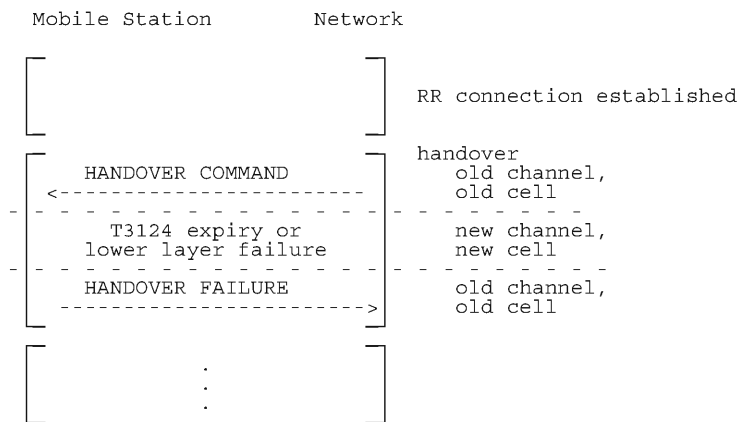 Mobile Station Network
RR connection established
handover
HANDOVER COMMAND old channel,
old cell
T3124 expiry or new channel,
lower layer failure new cell
HANDOVER FAILURE old channel,
old cell